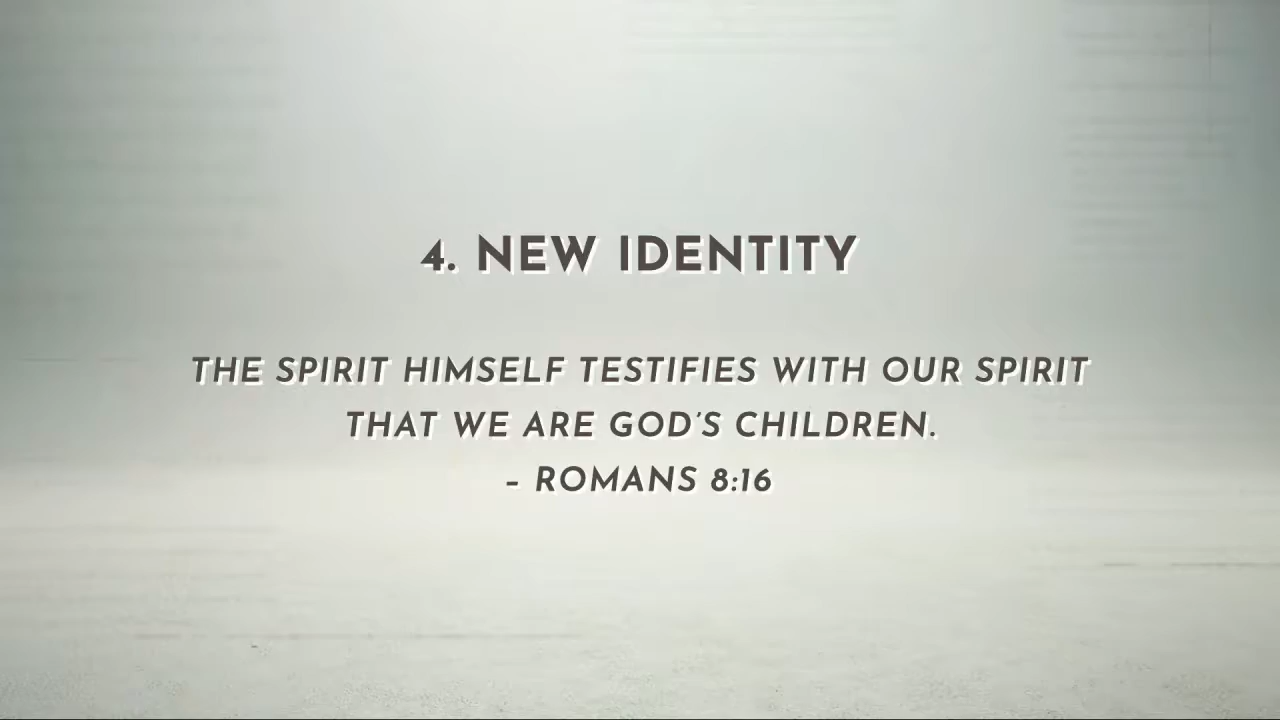 4. NEW IDENTITY
THE SPIRIT HIMSELF TESTIFIES WITH OUR SPIRIT
THAT WE ARE GOD'S CHILDREN.
– ROMANS 8:16